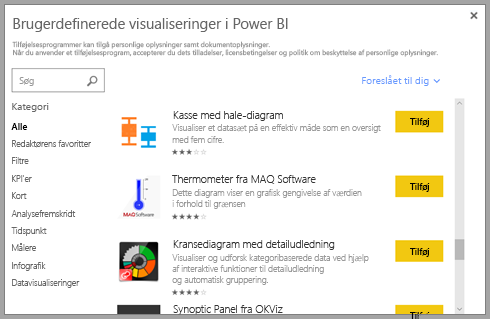 Brugerdefinerede visualiseringer i Power BI
Tilføjelsesprogrammer kan tilgå personlige oplysninger samt dokumentoplysninger.
Når du anvender et tilføjelsesprogram, accepterer du dets tilladelser, licensbetingelser og politik om beskyttelse af personlige oplysninger.
Søg
Foreslået til dig
Kategori
Alle
Redaktørens favoritter
Filtre
KPI'er
Kort
Analysefremskridt
Tidspunkt
Målere
Infografik
Datavisualiseringer
Kasse med hale-diagram
Visualiser et datasæt på en effektiv måde som en oversigt
med fem cifre.
Tilføj
MAQSoftware
Thermometer fra MAQ Software
Dette diagram viser en grafisk gengivelse af værdien
i forhold til grænsen
Tilføj
Kransediagram med detailudledning
Visualiser og udforsk kategoribaserede data ved hjælp
af interaktive funktioner til detailudledning
og automatisk gruppering.
Tilføj
Synoptic Panel fra OKViz
Tilføj